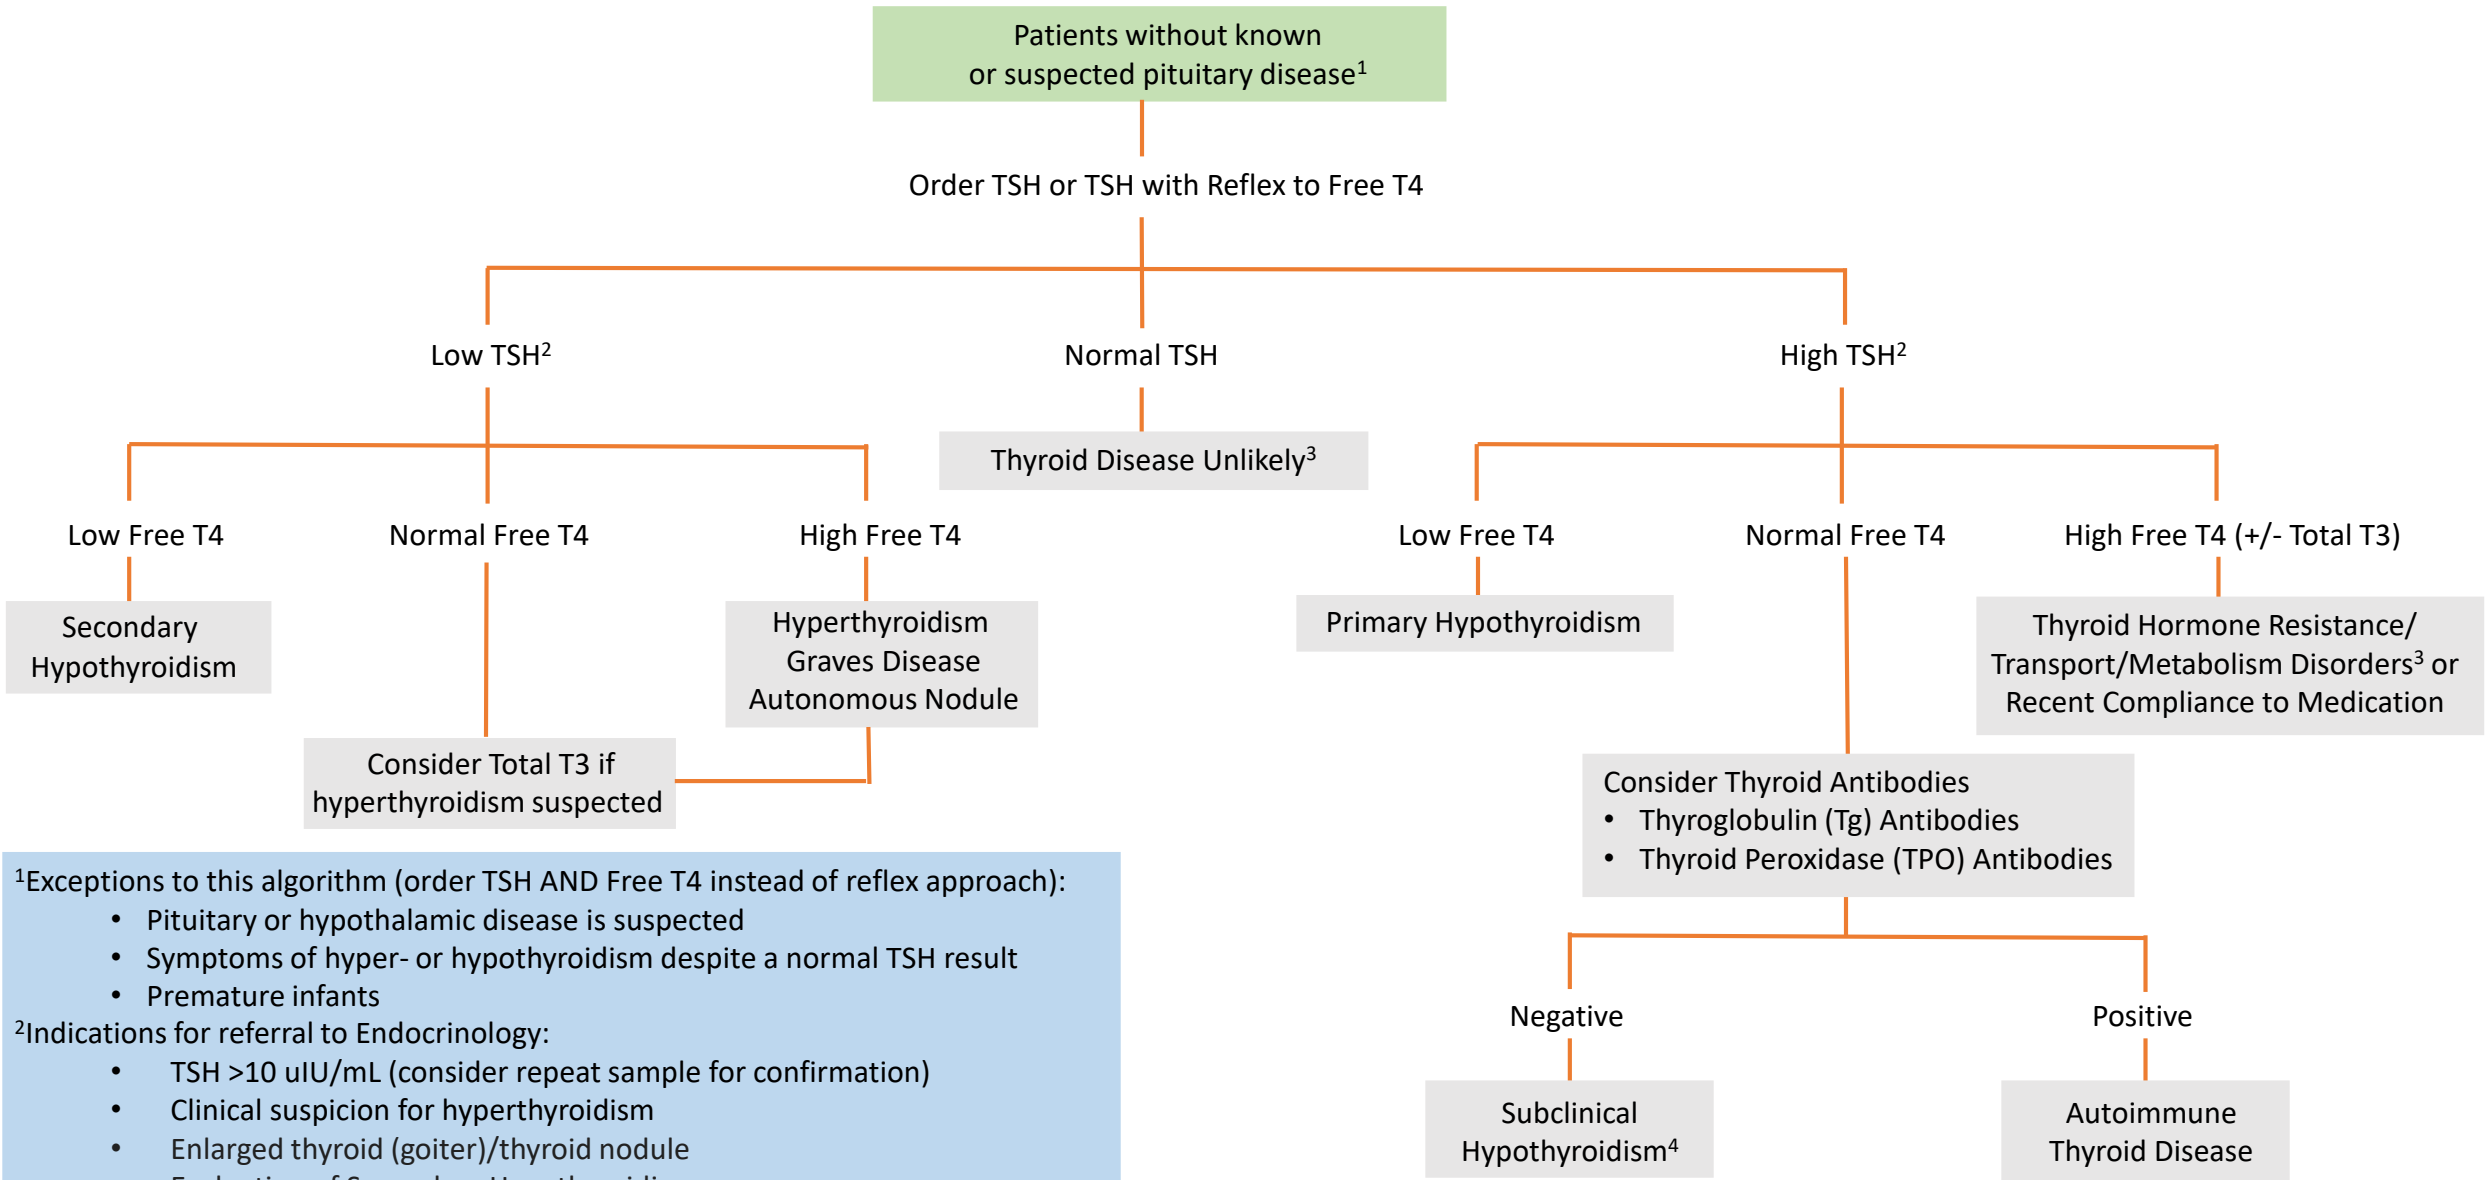 Patients without known
or suspected pituitary disease¹
Order TSH or TSH with Reflex to Free T4
Low TSH²
Normal TSH
High TSH²
Thyroid Disease Unlikely³
Low Free T4
Normal Free T4
High Free T4
Low Free T4
Normal Free T4
High Free T4 (+/- Total T3)
Secondary
Hypothyroidism
Hyperthyroidism
Graves Disease
Autonomous Nodule
Primary Hypothyroidism
Thyroid Hormone Resistance/
Transport/Metabolism Disorders³ or
Recent Compliance to Medication
Consider Total T3 if
hyperthyroidism suspected
Consider Thyroid Antibodies
• Thyroglobulin (Tg) Antibodies
• Thyroid Peroxidase (TPO) Antibodies
Negative
Positive
Subclinical
Hypothyroidism⁴
Autoimmune
Thyroid Disease
¹Exceptions to this algorithm (order TSH AND Free T4 instead of reflex approach):
• Pituitary or hypothalamic disease is suspected
• Symptoms of hyper- or hypothyroidism despite a normal TSH result
• Premature infants
²Indications for referral to Endocrinology:
• TSH >10 uIU/mL (consider repeat sample for confirmation)
• Clinical suspicion for hyperthyroidism
• Enlarged thyroid (goiter)/thyroid nodule